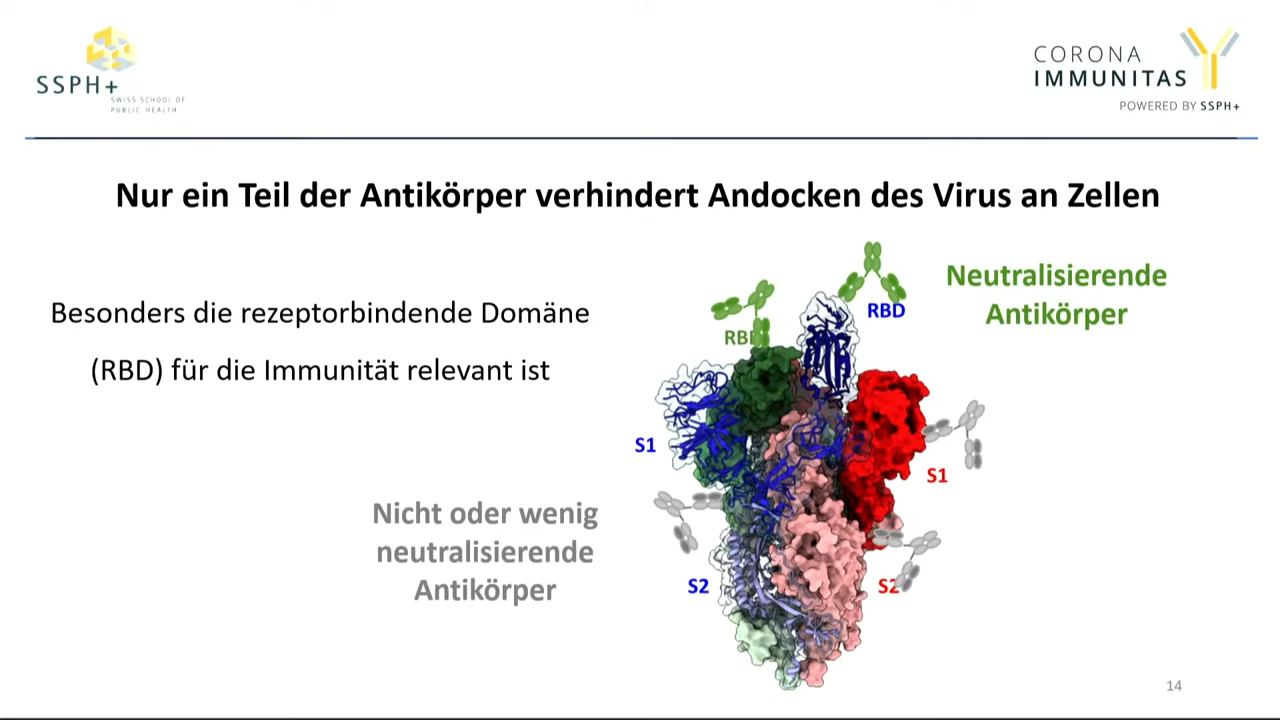 SSPH+
SWISS SCHOOL OF
PUBLIC HEALTH
CORONA
IMMUNITAS
POWERED BY SSPH+
Nur ein Teil der Antikörper verhindert Andocken des Virus an Zellen
Besonders die rezeptorbindende Domäne
(RBD) für die Immunität relevant ist
Neutralisierende
Antikörper
RBD
RBD
S1
S1
Nicht oder wenig
neutralisierende
Antikörper
S2
S2
14